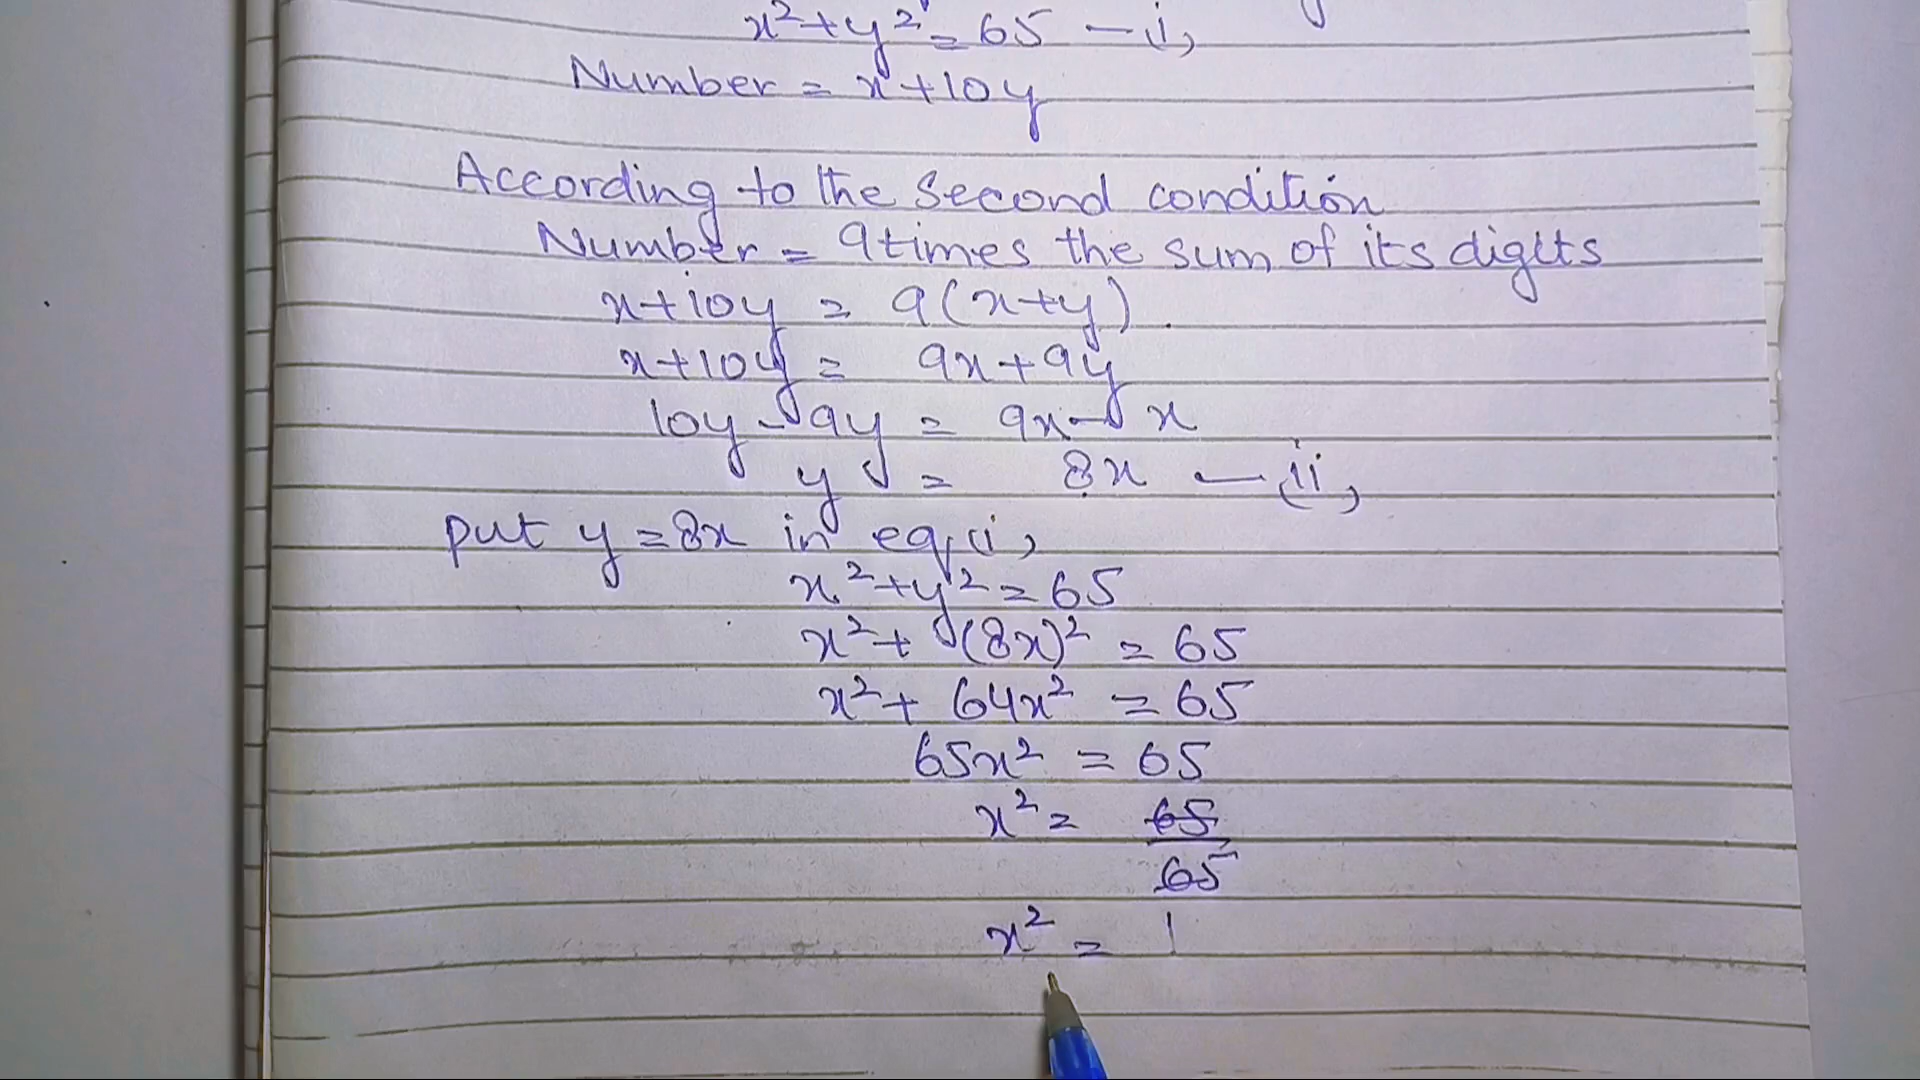 x²+y²=65 —(i)
Number = x+10y
According to the second condition
Number = 9times the sum of its digits
x+10y = 9(x+y)
x+10y = 9x+9y
10y-9y = 9x-x
y = 8x —(ii)
put y=8x in eq,(i)
x²+y²=65
x²+(8x)²=65
x²+64x²=65
65x²=65
x²= 65
65
x²= 1